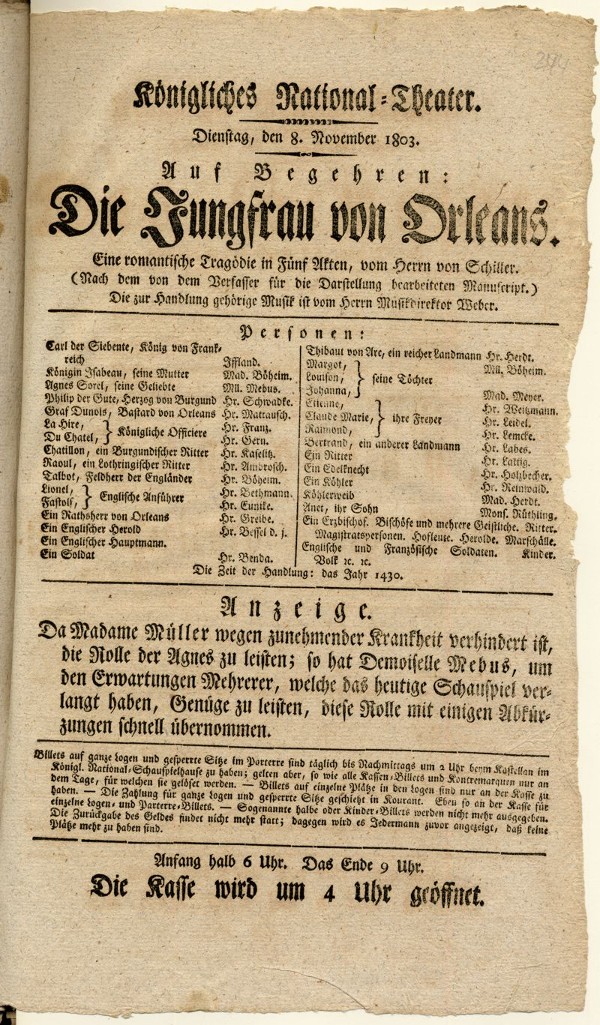 Königliches National-Theater.
Dienstag, den 8. November 1803.
Auf Begehren:
Die Jungfrau von Orleans.
Eine romantische Tragödie in Fünf Akten, vom Herrn von Schiller.
(Nach dem von dem Verfasser für die Darstellung bearbeiteten Manuscript.)
Die zur Handlung gehörige Musik ist vom Herrn Musikdirektor Weber.
Personen:
Carl der Siebente, König von Frank-
reich Iffland.
Königin Isabeau, seine Mutter Mad. Böheim.
Agnes Sorel, seine Geliebte Mll. Mebus.
Philip der Gute, Herzog von Burgund Hr. Schwadke.
Graf Dunois, Bastard von Orleans Hr. Mattausch.
La Hire, Hr. Franz.
Du Chatel, } Königliche Officiere Hr. Gern.
Chatillon, ein Burgundischer Ritter Hr. Kaselitz.
Raoul, ein Lothringischer Ritter Hr. Ambrosch.
Talbot, Feldherr der Engländer Hr. Böheim.
Lionel, Hr. Bethmann.
Fastolf, } Englische Anführer Hr. Eunike.
Ein Rathsherr von Orleans Hr. Greibe.
Ein Englischer Herold Hr. Bessel d. j.
Ein Englischer Hauptmann.
Ein Soldat Hr. Benda.
Thibaut von Arc, ein reicher Landmann Hr. Herdt.
Margot, Mll. Böheim.
Louison, } seine Töchter
Johanna, Mad. Meyer.
Etienne, Hr. Weitzmann.
Claude Marie, } ihre Freyer Hr. Leidel.
Raimond, Hr. Lemcke.
Bertrand, ein anderer Landmann Hr. Labes.
Ein Ritter Hr. Lattig.
Ein Edelknecht Hr. Holzbecher.
Ein Köhler Hr. Reinwald.
Köhlerweib Mad. Herdt.
Anet, ihr Sohn Mons. Rüthling.
Ein Erzbischof. Bischöfe und mehrere Geistliche. Ritter.
Magistratspersonen. Hofleute. Herolde. Marschälle.
Englische und Französische Soldaten. Kinder.
Volk ꝛc. ꝛc.
Die Zeit der Handlung: das Jahr 1430.
Anzeige.
Da Madame Müller wegen zunehmender Krankheit verhindert ist,
die Rolle der Agnes zu leisten; so hat Demoiselle Mebus, um
den Erwartungen Mehrerer, welche das heutige Schauspiel ver-
langt haben, Genüge zu leisten, diese Rolle mit einigen Abkür-
zungen schnell übernommen.
Billets auf ganze Logen und gesperrte Sitze im Parterre sind täglich bis Nachmittags um 2 Uhr beym Kastellan im
Königl. National-Schauspielhause zu haben; gelten aber, so wie alle Kassen-Billets und Kontremarquen nur an
dem Tage, für welchen sie gelöset werden. — Billets auf einzelne Plätze in den Logen sind nur an der Kasse zu
haben. — Die Zahlung für ganze Logen und gesperrte Sitze geschieht in Kourant. Eben so an der Kasse für
einzelne Logen- und Parterre-Billets. — Sogenannte halbe oder Kinder-Billets werden nicht mehr ausgegeben.
Die Zurückgabe des Geldes findet nicht mehr statt; dagegen wird es Jedermann zuvor angezeigt, daß keine
Plätze mehr zu haben sind.
Anfang halb 6 Uhr. Das Ende 9 Uhr.
Die Kasse wird um 4 Uhr geöffnet.